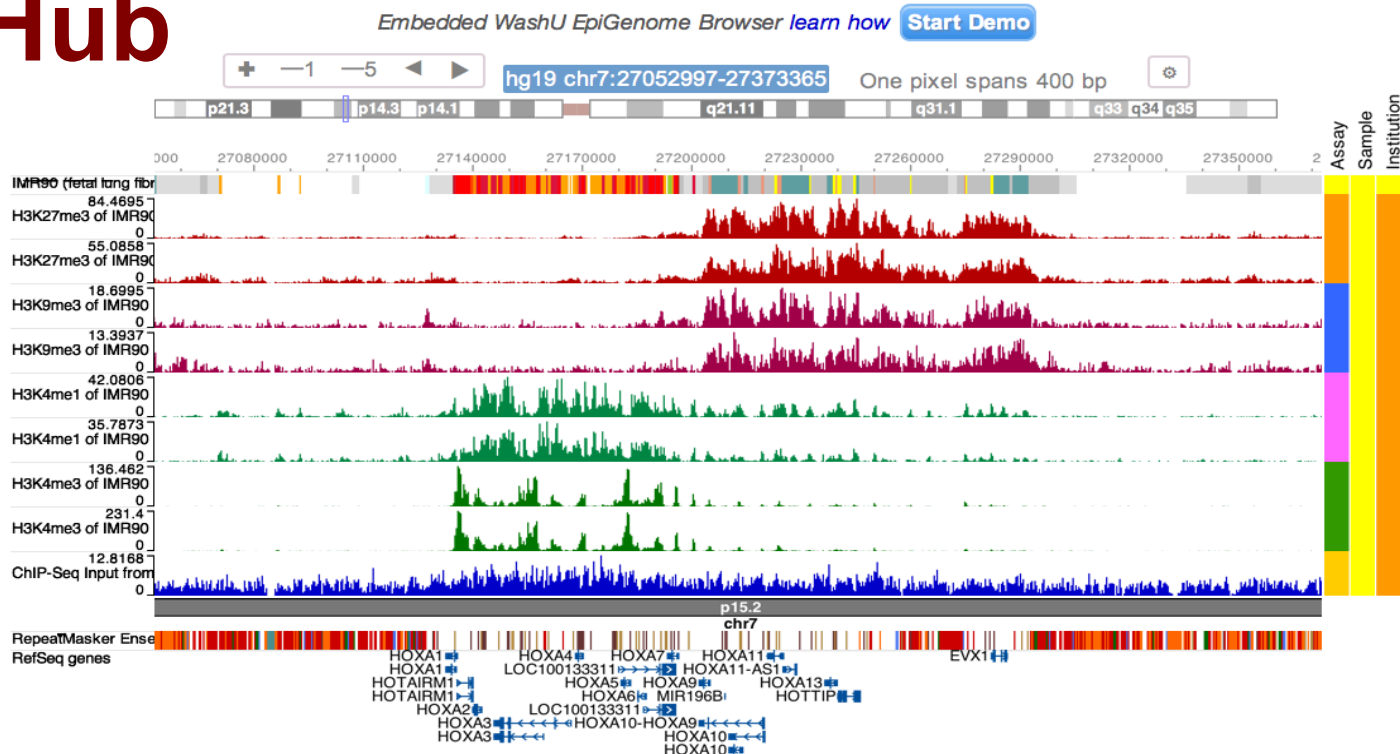 Hub
Embedded WashU EpiGenome Browser learn how Start Demo
+ —1 —5 ◀ ▶ hg19 chr7:27052997-27373365 One pixel spans 400 bp ⚙
p21.3 p14.3 p14.1 q21.11 q31.1 q33 q34 q35
Assay
Sample
Institution
000 27080000 27110000 27140000 27170000 27200000 27230000 27260000 27290000 27320000 27350000 2
IMR90 (fetal lung fibr
84.4695
H3K27me3 of IMR90
0
55.0858
H3K27me3 of IMR90
0
18.6995
H3K9me3 of IMR90
0
13.3937
H3K9me3 of IMR90
0
42.0806
H3K4me1 of IMR90
0
35.7873
H3K4me1 of IMR90
0
136.462
H3K4me3 of IMR90
0
231.4
H3K4me3 of IMR90
0
12.8168
ChIP-Seq Input from
0
p15.2
chr7
RepeatMasker Ense
RefSeq genes
HOXA1 HOXA4 HOXA7 HOXA11 EVX1
HOXA1 LOC100133311 HOXA11-AS1
HOTAIRM1 HOXA5 HOXA9 HOXA13
HOTAIRM1 HOXA6 MIR196B HOTTIP
HOXA2 LOC100133311
HOXA3 HOXA10-HOXA9
HOXA3 HOXA10
HOXA10